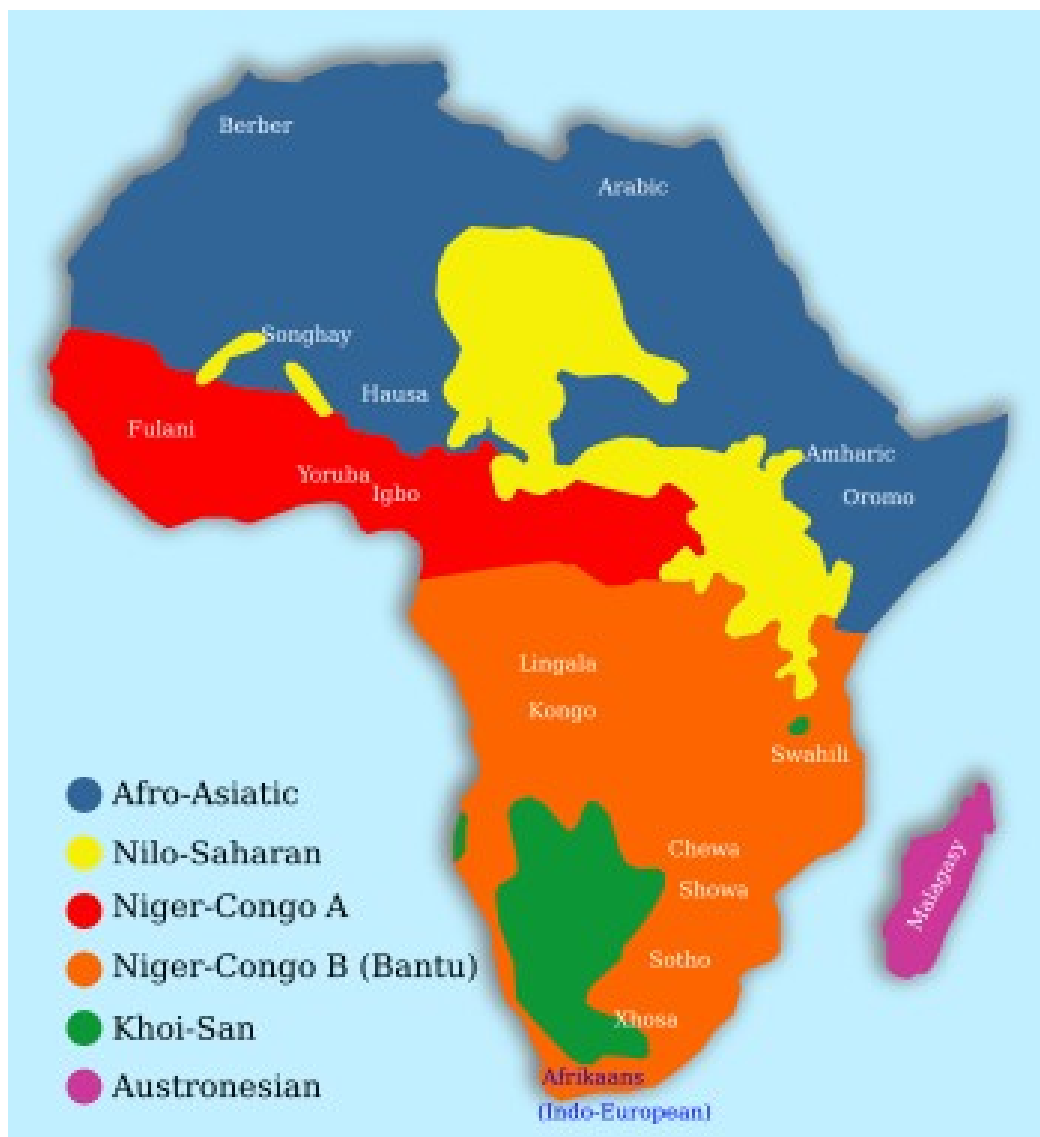 Berber
Arabic
Songhay
Hausa
Fulani
Yoruba
Igbo
Amharic
Oromo
Lingala
Kongo
Swahili
Chewa
Showa
Sotho
Xhosa
Malagasy
Afrikaans
(Indo-European)
Afro-Asiatic
Nilo-Saharan
Niger-Congo A
Niger-Congo B (Bantu)
Khoi-San
Austronesian